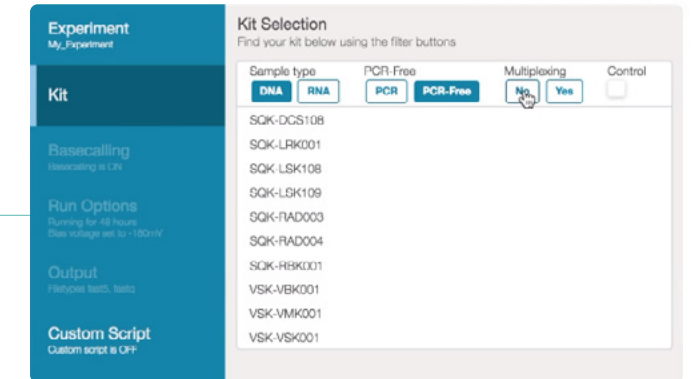 Experiment
My_Experiment
Kit
Basecalling
Basecalling is ON
Run Options
Running for 48 hours
Bias voltage set to -180mV
Output
Filetypes fast5, fastq
Custom Script
Custom script is OFF
Kit Selection
Find your kit below using the filter buttons
Sample type PCR-Free Multiplexing Control
DNA RNA PCR PCR-Free No Yes
SQK-DCS108
SQK-LRK001
SQK-LSK108
SQK-LSK109
SQK-RAD003
SQK-RAD004
SQK-RBK001
VSK-VBK001
VSK-VMK001
VSK-VSK001